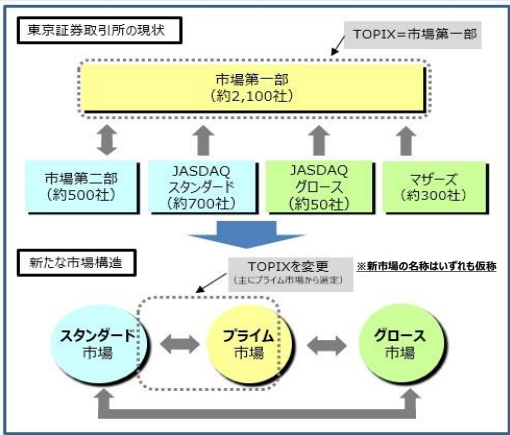 東京証券取引所の現状
TOPIX=市場第一部
市場第一部
(約2,100社)
市場第二部
(約500社)
JASDAQ
スタンダード
(約700社)
JASDAQ
グロース
(約50社)
マザーズ
(約300社)
新たな市場構造
TOPIXを変更
(主にプライム市場から選定)
※新市場の名称はいずれも仮称
スタンダード
市場
プライム
市場
グロース
市場